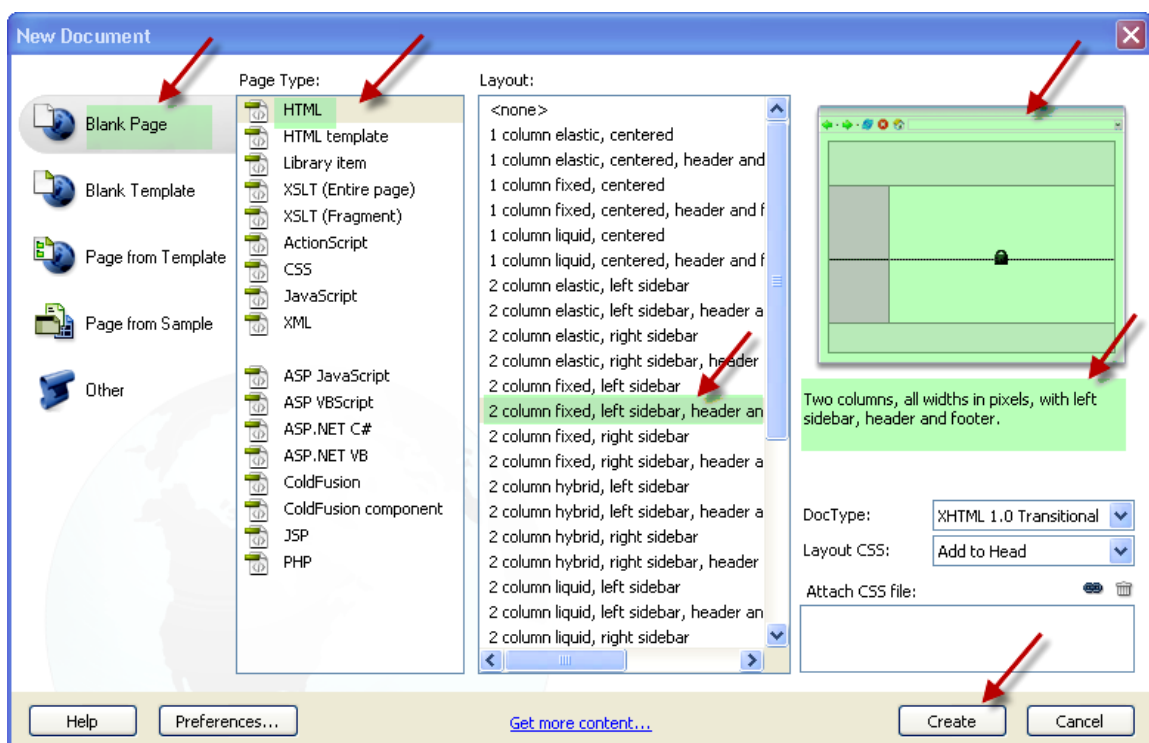 New Document
Page Type:
Layout:
Blank Page
Blank Template
Page from Template
Page from Sample
Other
HTML
HTML template
Library item
XSLT (Entire page)
XSLT (Fragment)
ActionScript
CSS
JavaScript
XML
ASP JavaScript
ASP VBScript
ASP.NET C#
ASP.NET VB
ColdFusion
ColdFusion component
JSP
PHP
<none>
1 column elastic, centered
1 column elastic, centered, header and
1 column fixed, centered
1 column fixed, centered, header and f
1 column liquid, centered
1 column liquid, centered, header and f
2 column elastic, left sidebar
2 column elastic, left sidebar, header a
2 column elastic, right sidebar
2 column elastic, right sidebar, header
2 column fixed, left sidebar
2 column fixed, left sidebar, header an
2 column fixed, right sidebar
2 column fixed, right sidebar, header a
2 column hybrid, left sidebar
2 column hybrid, left sidebar, header a
2 column hybrid, right sidebar
2 column hybrid, right sidebar, header
2 column liquid, left sidebar
2 column liquid, left sidebar, header an
2 column liquid, right sidebar
Two columns, all widths in pixels, with left
sidebar, header and footer.
DocType: XHTML 1.0 Transitional
Layout CSS: Add to Head
Attach CSS file:
Help Preferences... Get more content... Create Cancel